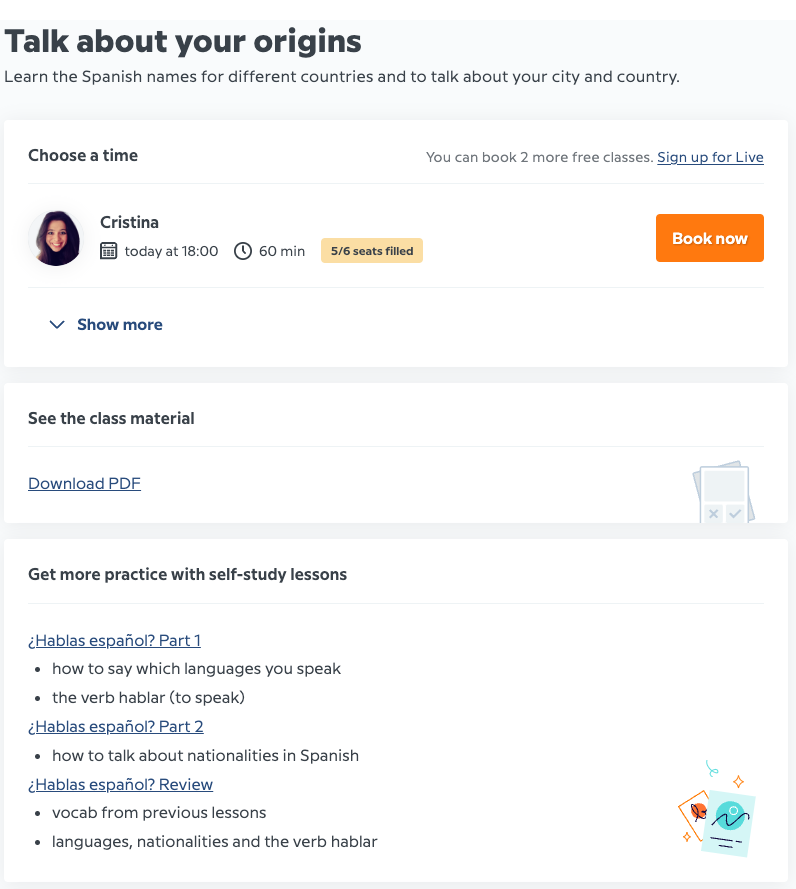 Talk about your origins
Learn the Spanish names for different countries and to talk about your city and country.
Choose a time
You can book 2 more free classes. Sign up for Live
Cristina
today at 18:00 60 min 5/6 seats filled
Book now
Show more
See the class material
Download PDF
Get more practice with self-study lessons
¿Hablas español? Part 1
• how to say which languages you speak
• the verb hablar (to speak)
¿Hablas español? Part 2
• how to talk about nationalities in Spanish
¿Hablas español? Review
• vocab from previous lessons
• languages, nationalities and the verb hablar